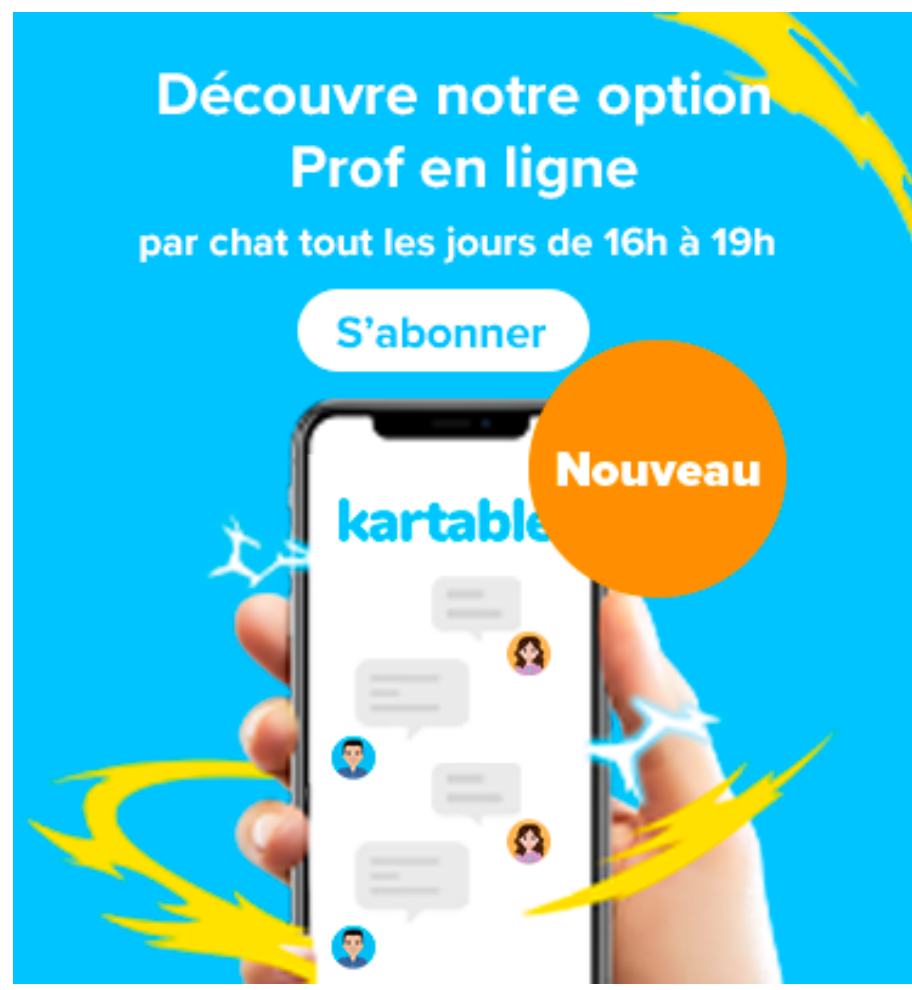 Découvre notre option
Prof en ligne
par chat tout les jours de 16h à 19h
S’abonner
Nouveau
kartable